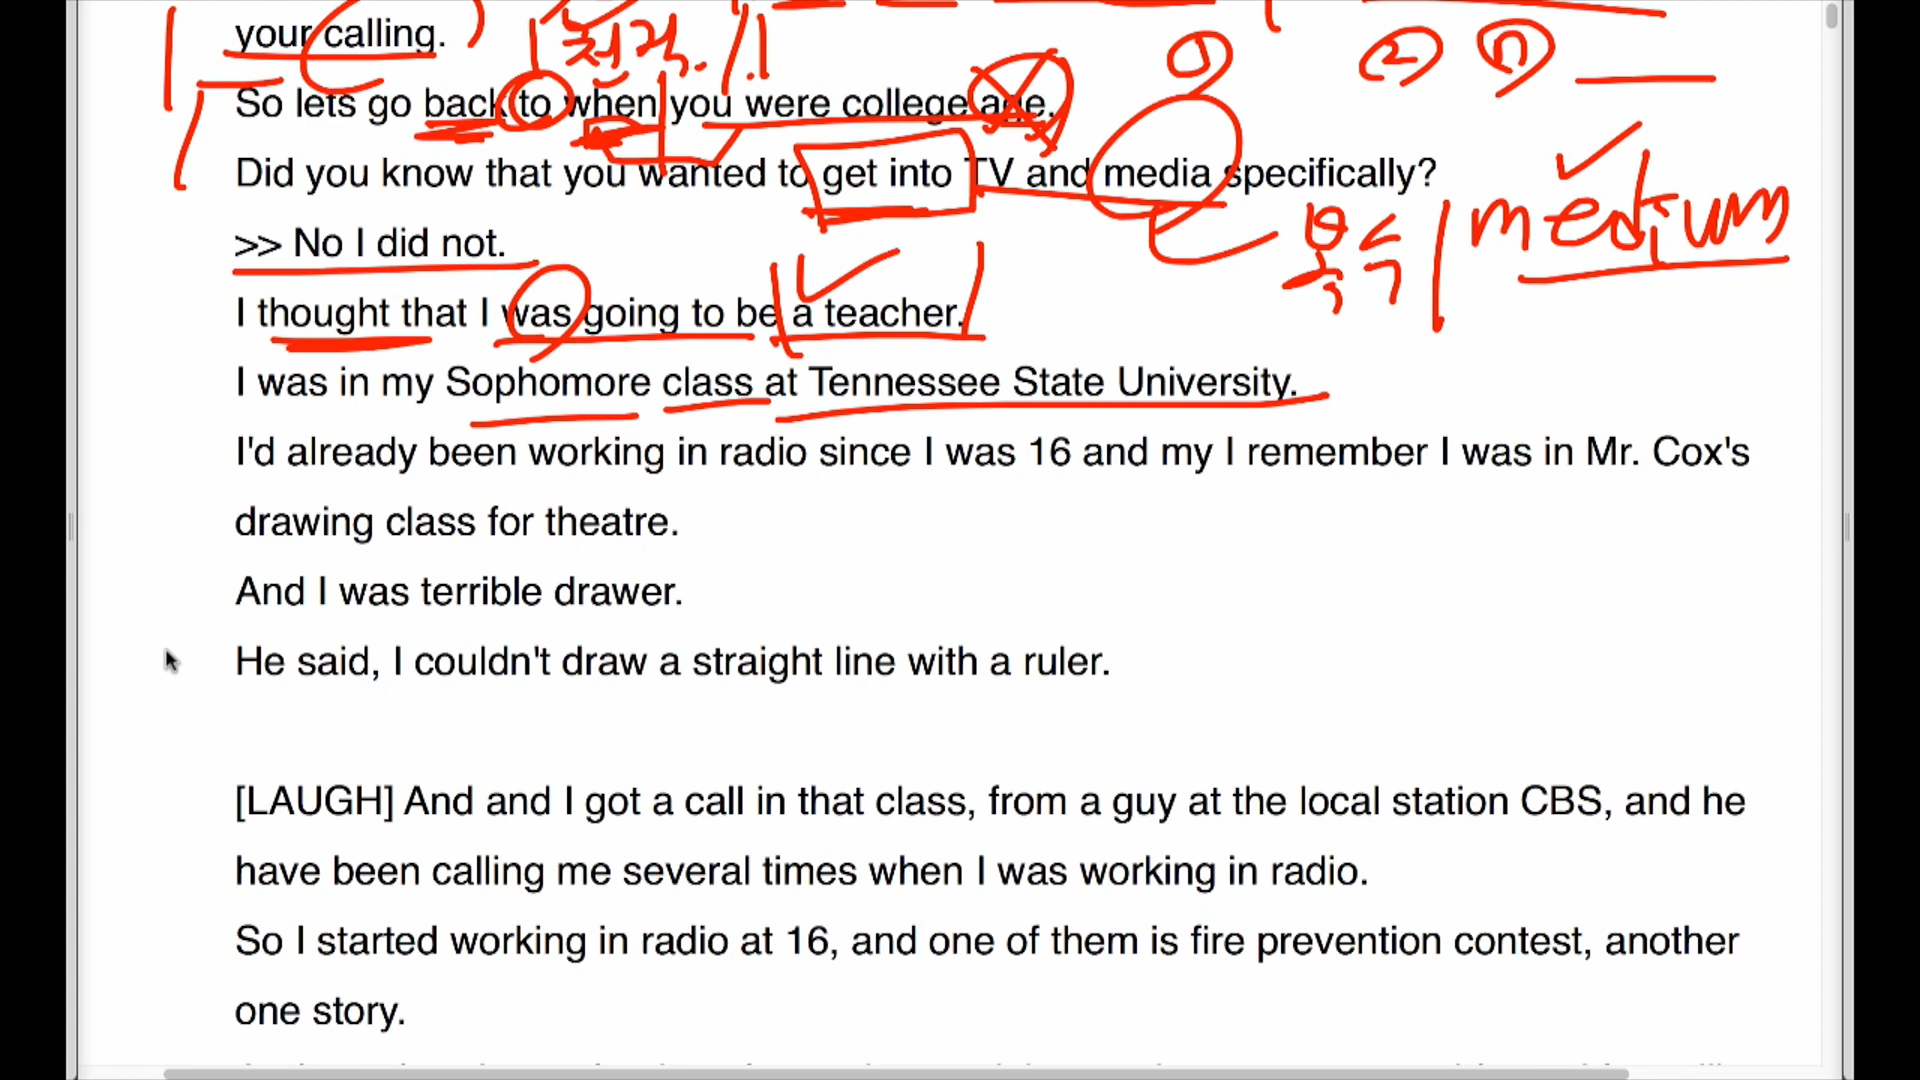 your calling.
① ② ⓝ
So lets go back to when you were college age.
Did you know that you wanted to get into TV and media specifically?
medium
복수
>> No I did not.
I thought that I was going to be a teacher.
I was in my Sophomore class at Tennessee State University.
I'd already been working in radio since I was 16 and my I remember I was in Mr. Cox's
drawing class for theatre.
And I was terrible drawer.
He said, I couldn't draw a straight line with a ruler.
[LAUGH] And and I got a call in that class, from a guy at the local station CBS, and he
have been calling me several times when I was working in radio.
So I started working in radio at 16, and one of them is fire prevention contest, another
one story.